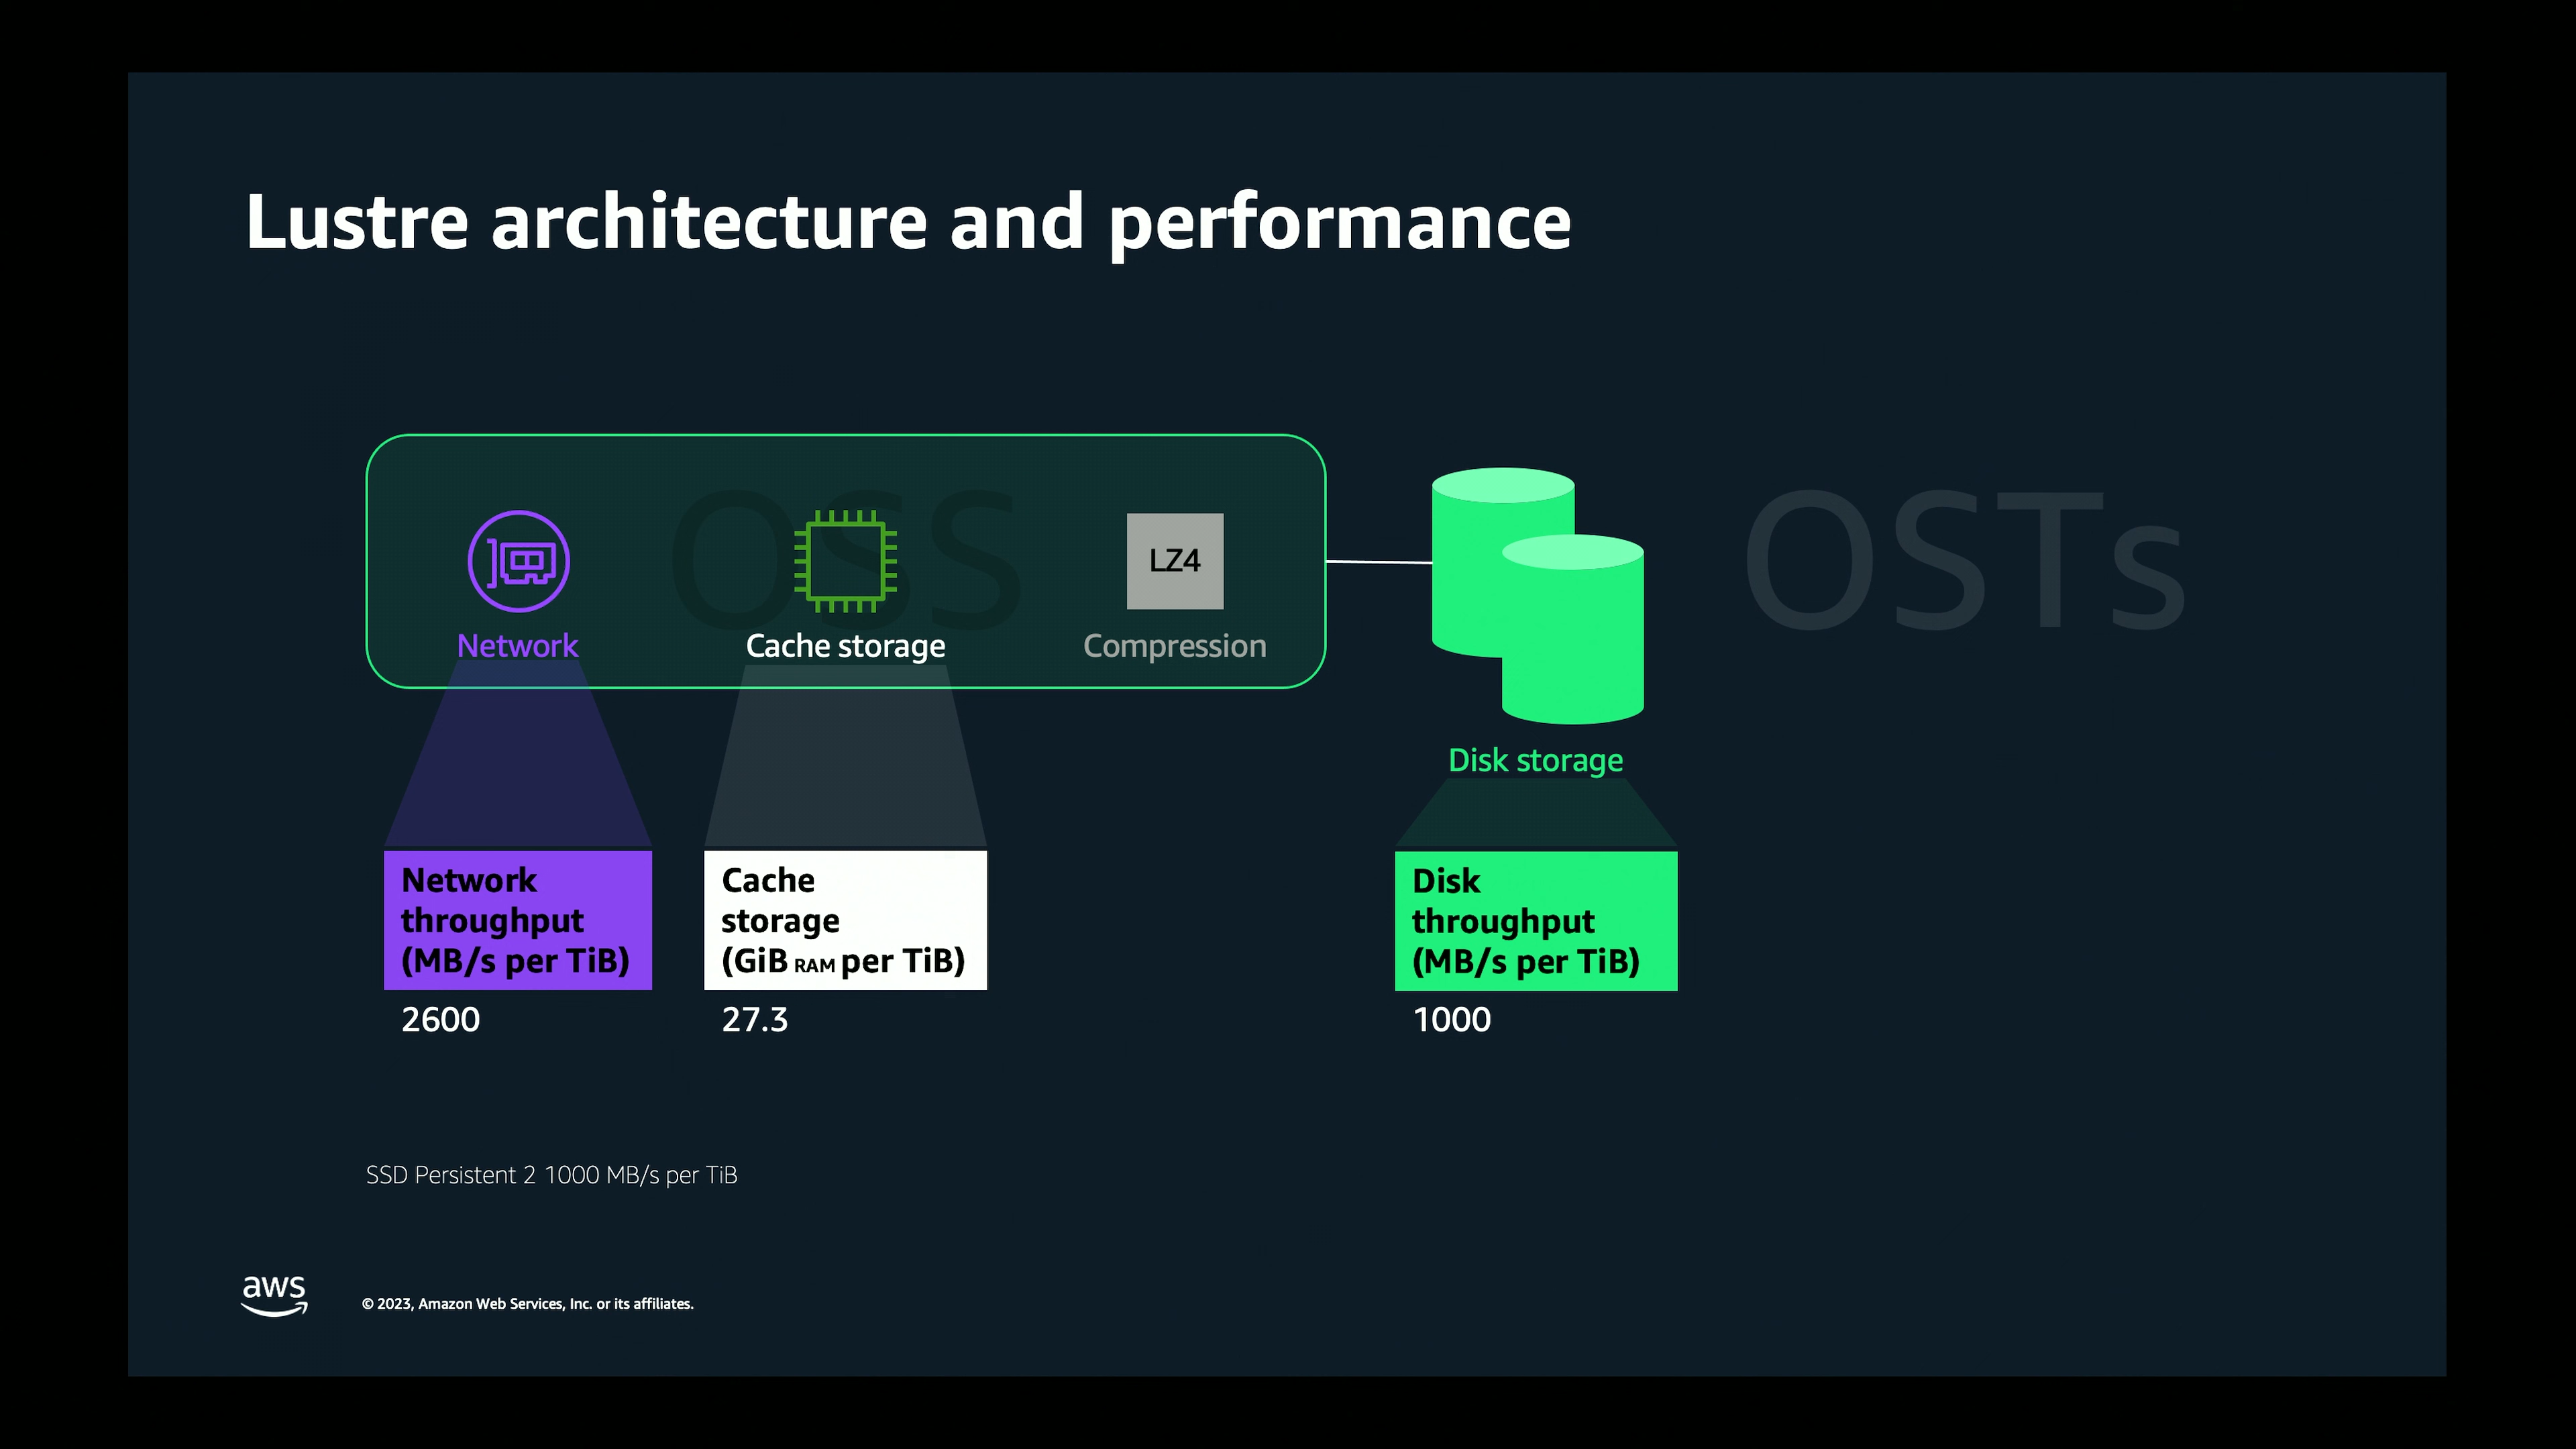 Lustre architecture and performance
OSS
OSTs
LZ4
Network
Cache storage
Compression
Disk storage
Network
throughput
(MB/s per TiB)
2600
Cache
storage
(GiB RAM per TiB)
27.3
Disk
throughput
(MB/s per TiB)
1000
SSD Persistent 2 1000 MB/s per TiB
aws
© 2023, Amazon Web Services, Inc. or its affiliates.